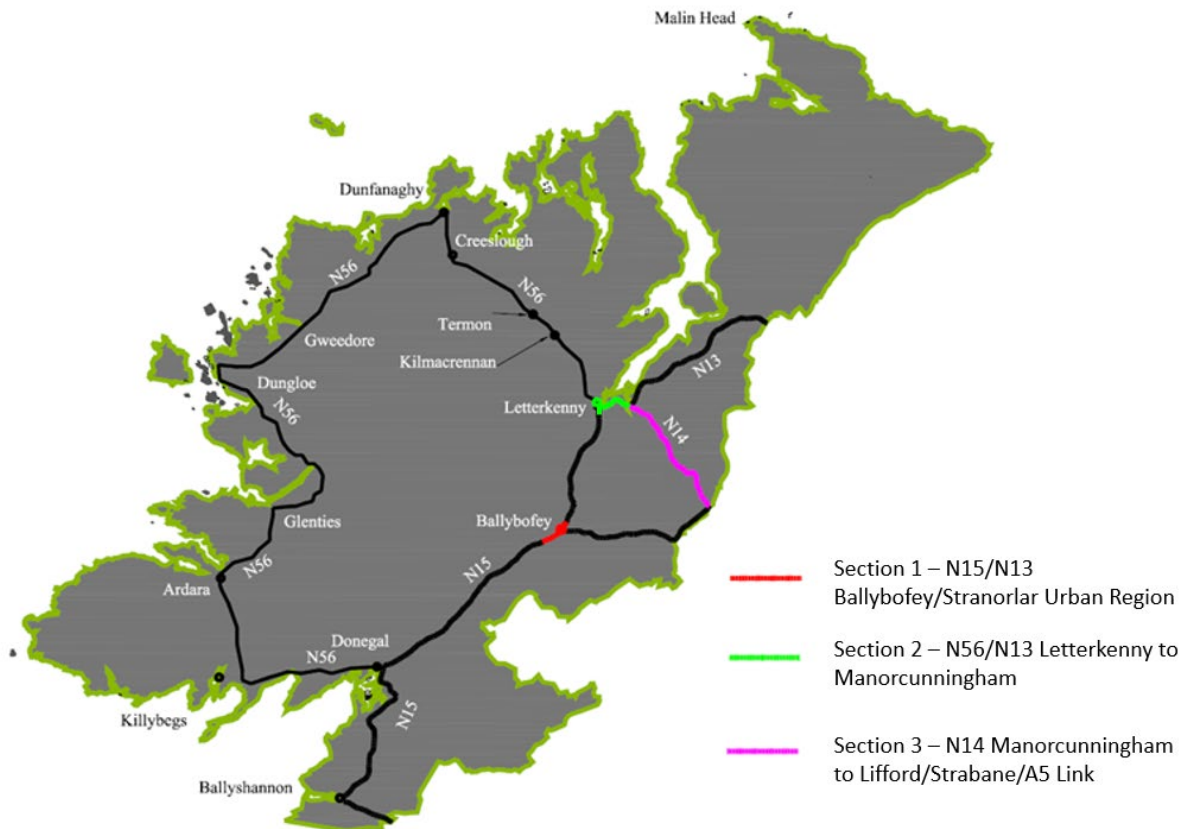 Malin Head
Dunfanaghy
Creeslough
N56
N56
Termon
Gweedore
Kilmacrennan
N13
Dungloe
Letterkenny
N56
N14
Glenties
Ballybofey
N15
N56
Ardara
Donegal
N56
Killybegs
N15
Ballyshannon
Section 1 – N15/N13
Ballybofey/Stranorlar Urban Region
Section 2 – N56/N13 Letterkenny to
Manorcunningham
Section 3 – N14 Manorcunningham
to Lifford/Strabane/A5 Link